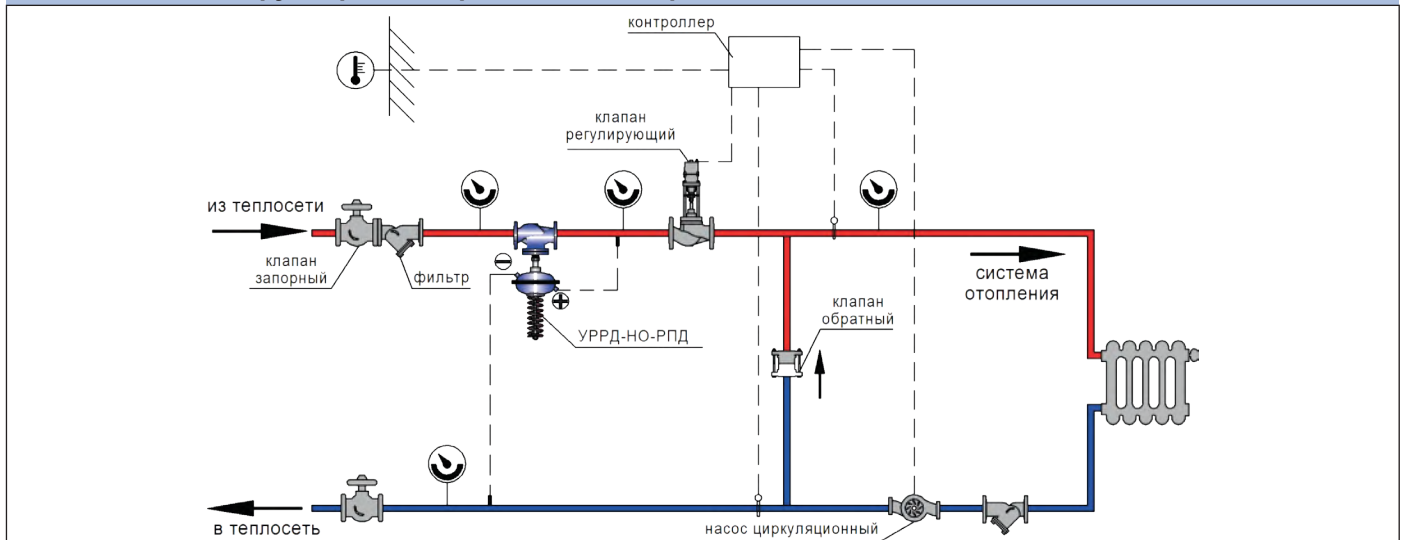 контроллер
клапан
регулирующий
из теплосети
клапан
запорный
фильтр
УРРД-НО-РПД
система
отопления
клапан
обратный
в теплосеть
насос циркуляционный